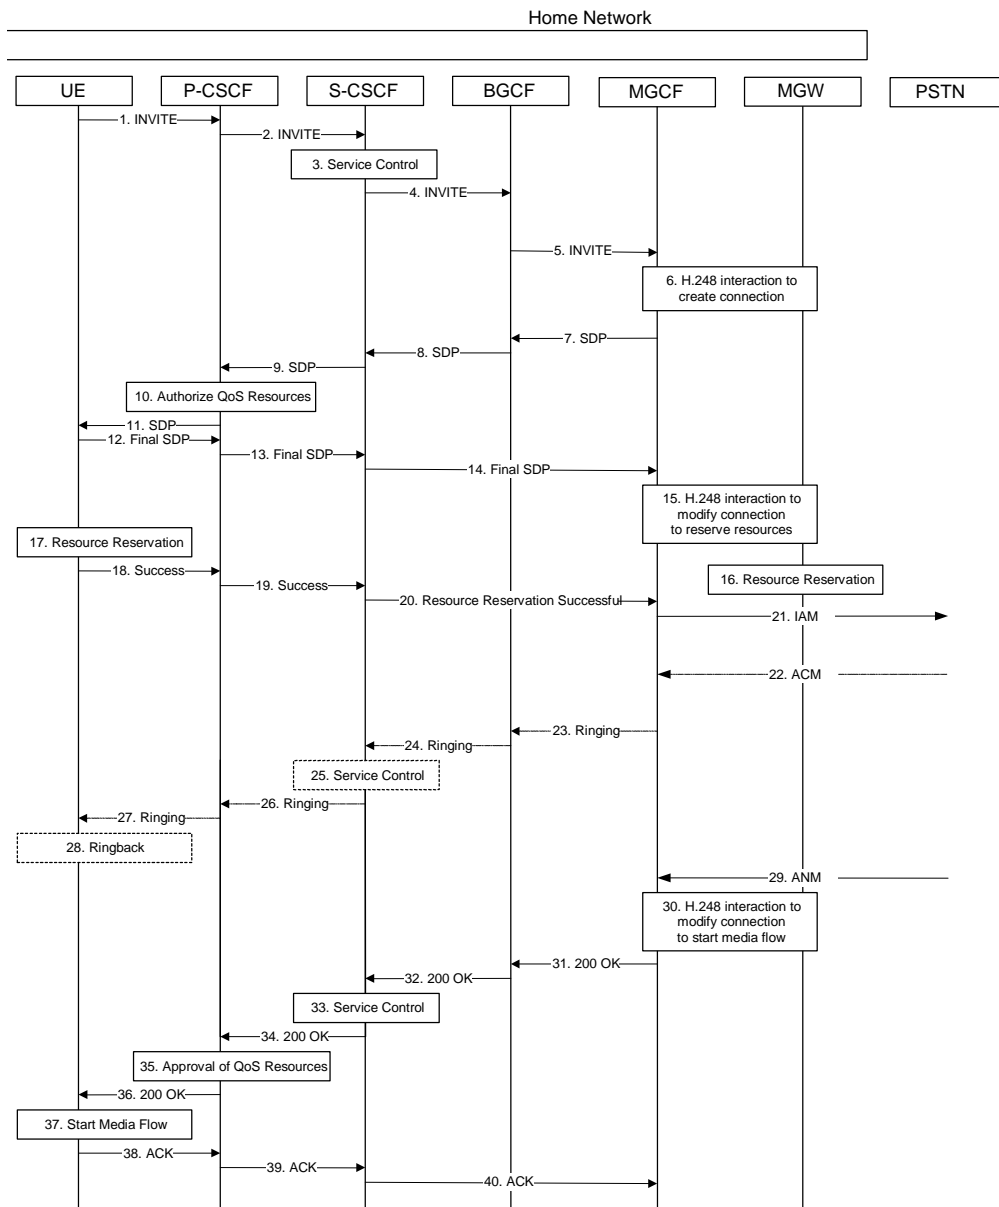 Home Network
UE
P-CSCF
S-CSCF
BGCF
MGCF
MGW
PSTN
1. INVITE
2. INVITE
3. Service Control
4. INVITE
5. INVITE
6. H.248 interaction to
create connection
7. SDP
8. SDP
9. SDP
10. Authorize QoS Resources
11. SDP
12. Final SDP
13. Final SDP
14. Final SDP
15. H.248 interaction to
modify connection
to reserve resources
17. Resource Reservation
18. Success
16. Resource Reservation
19. Success
20. Resource Reservation Successful
21. IAM
22. ACM
23. Ringing
24. Ringing
25. Service Control
26. Ringing
27. Ringing
28. Ringback
29. ANM
30. H.248 interaction to
modify connection
to start media flow
31. 200 OK
32. 200 OK
33. Service Control
34. 200 OK
35. Approval of QoS Resources
36. 200 OK
37. Start Media Flow
38. ACK
39. ACK
40. ACK